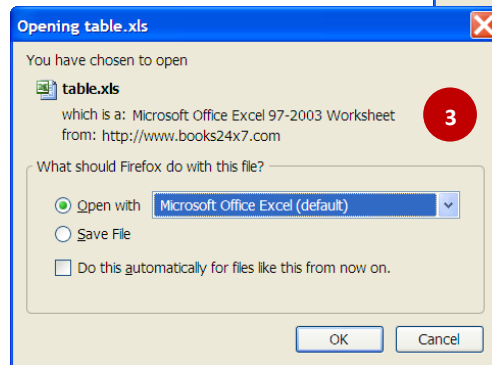 Opening table.xls
You have chosen to open
table.xls
which is a: Microsoft Office Excel 97-2003 Worksheet
from: http://www.books24x7.com
3
What should Firefox do with this file?
Open with Microsoft Office Excel (default)
Save File
Do this automatically for files like this from now on.
OK Cancel